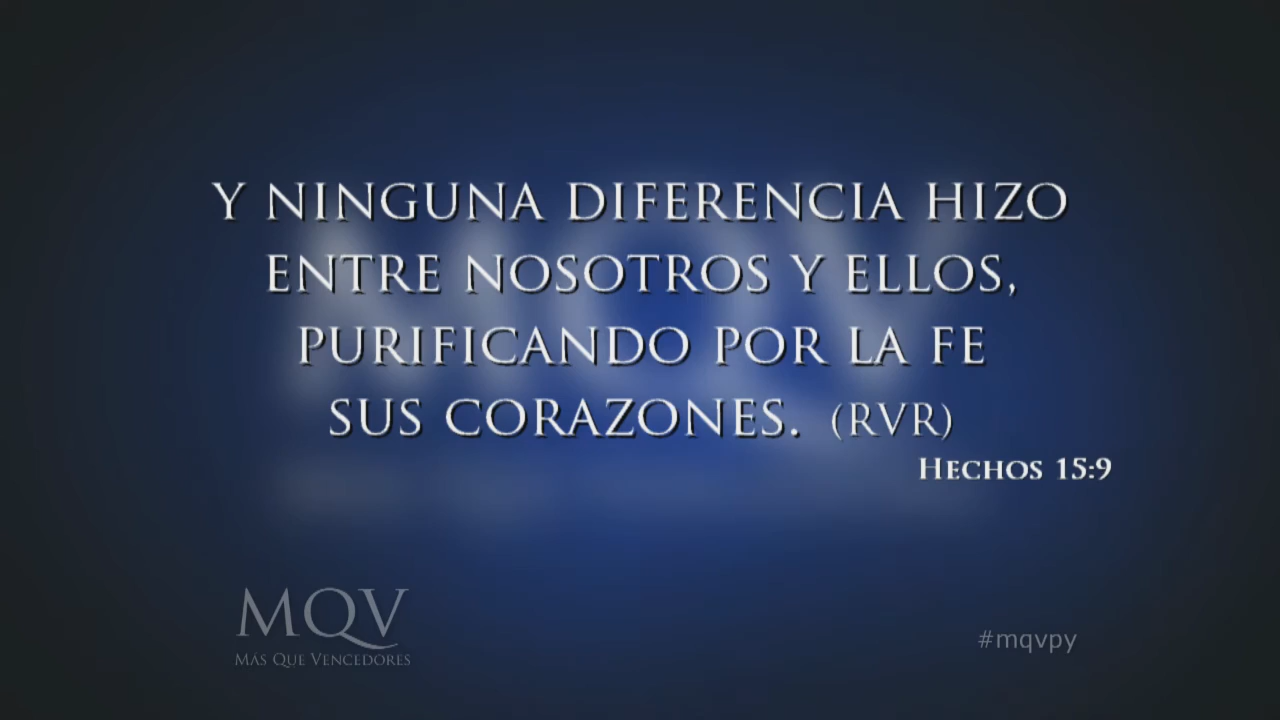 Y NINGUNA DIFERENCIA HIZO
ENTRE NOSOTROS Y ELLOS,
PURIFICANDO POR LA FE
SUS CORAZONES. (RVR)
HECHOS 15:9
MQV
MÁS QUE VENCEDORES
#mqvpy